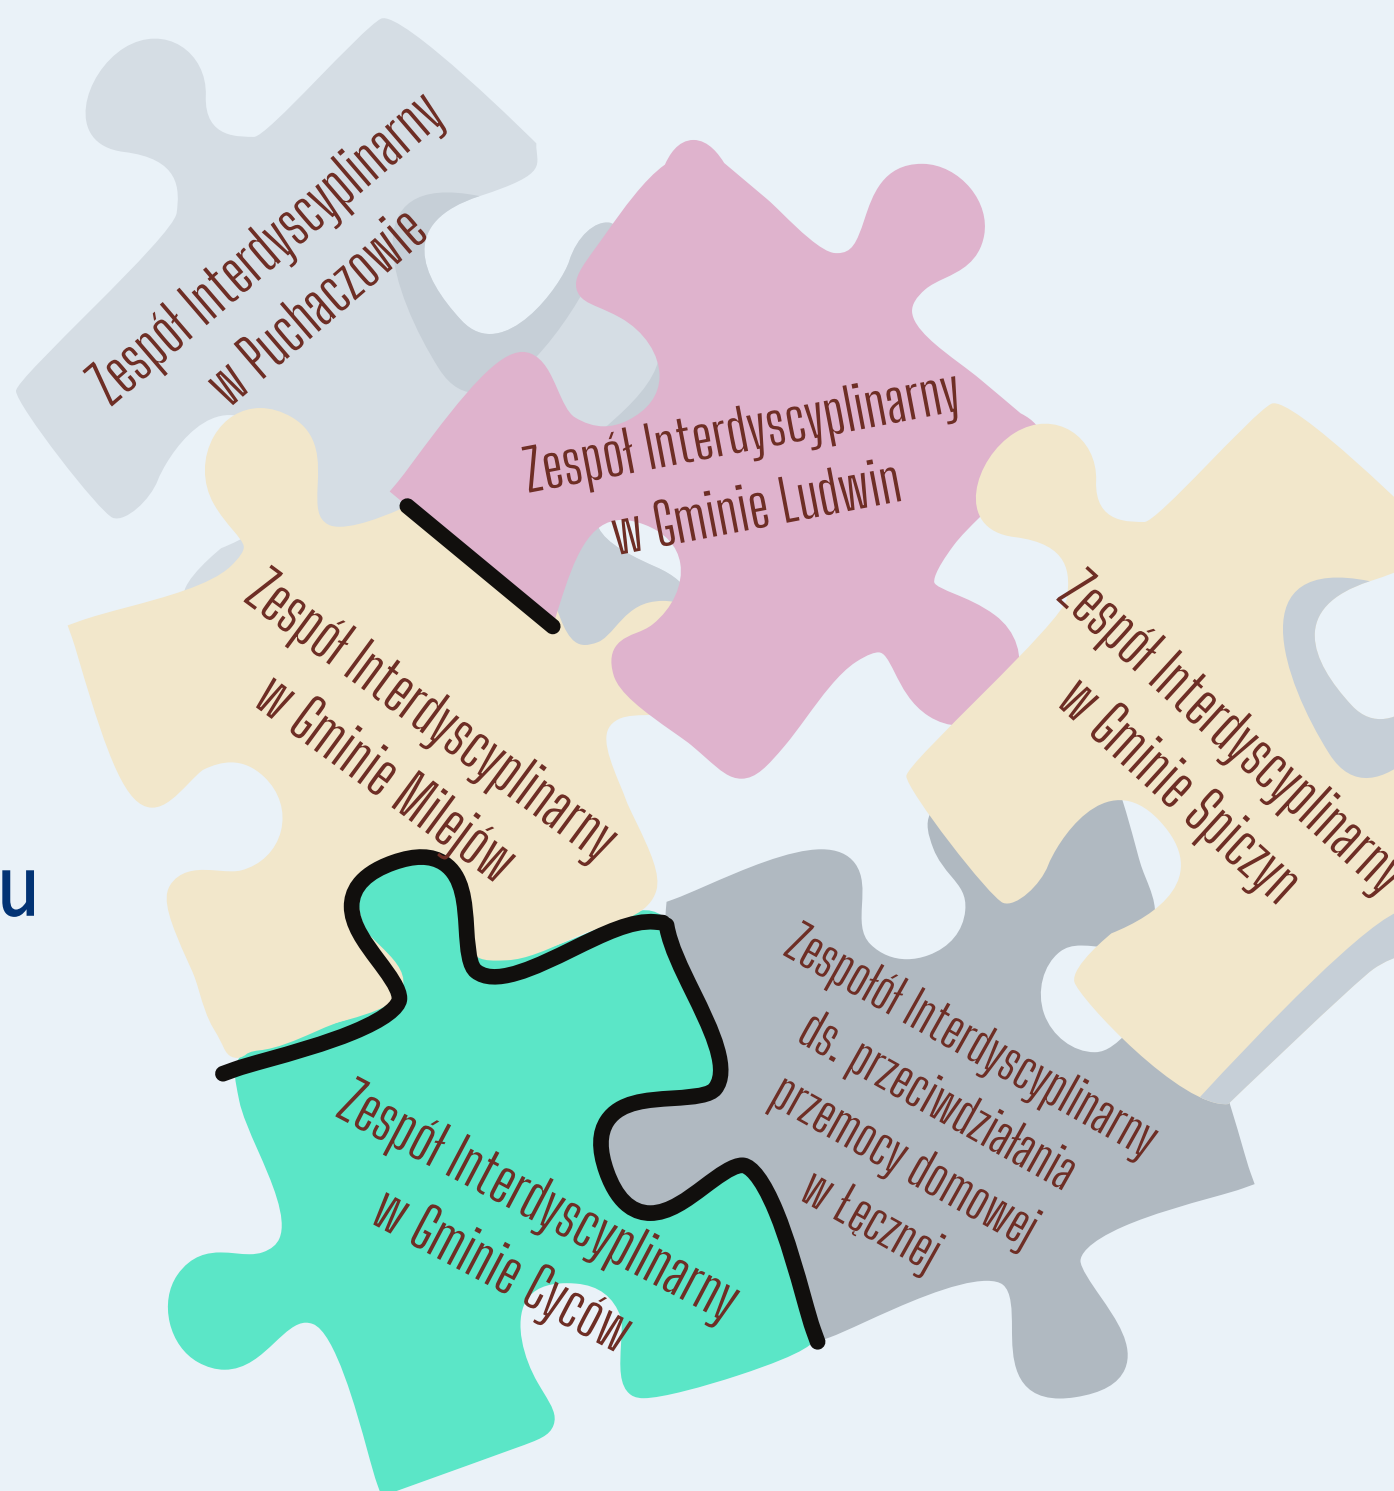 Zespół Interdyscyplinarny
w Puchaczowie
Zespół Interdyscyplinarny
w Gminie Ludwin
Zespół Interdyscyplinarny
w Gminie Milejów
Zespół Interdyscyplinarny
w Gminie Spiczyn
u
Zespołół Interdyscyplinarny
ds. przeciwdziałania
przemocy domowej
w Łęcznej
Zespół Interdyscyplinarny
w Gminie Cyców